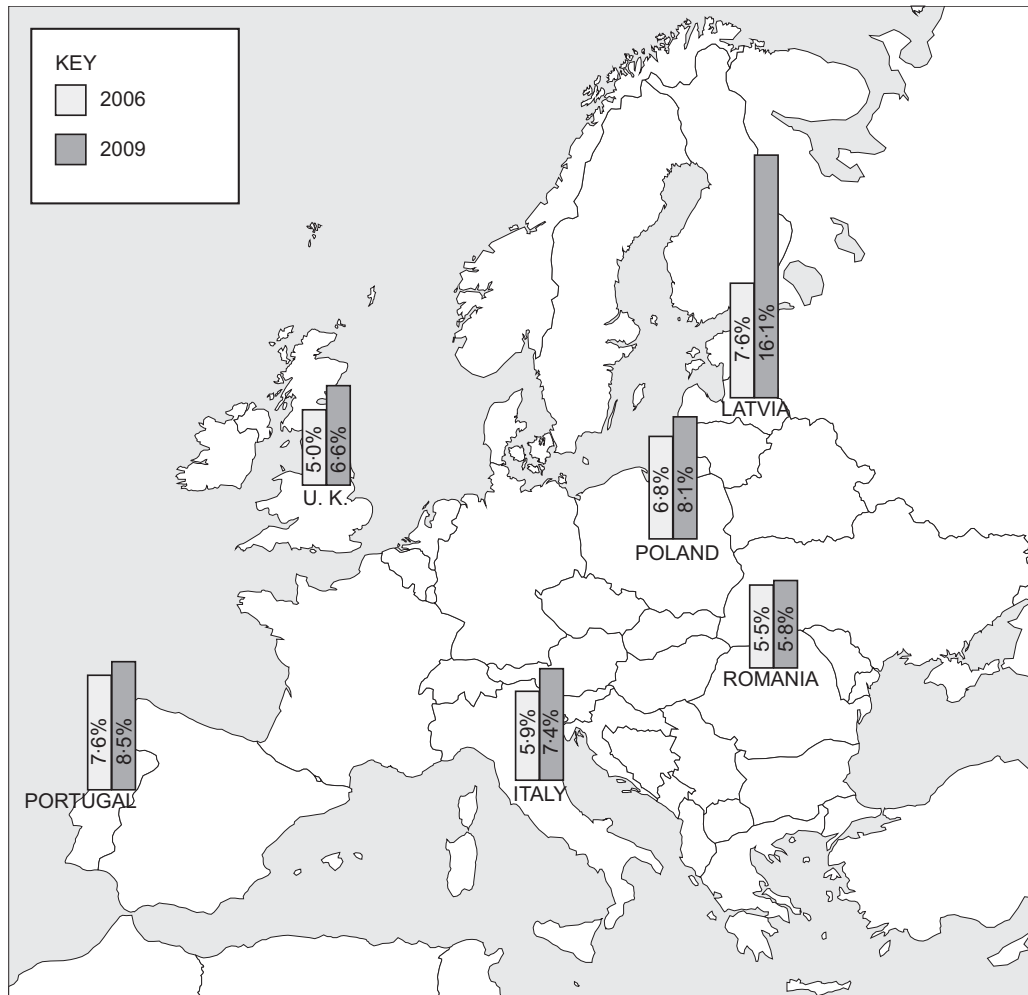 KEY
2006
2009
7·6%
16·1%
LATVIA
5·0%
6·6%
U. K.
6·8%
8·1%
POLAND
5·5%
5·8%
ROMANIA
7·6%
8·5%
PORTUGAL
5·9%
7·4%
ITALY